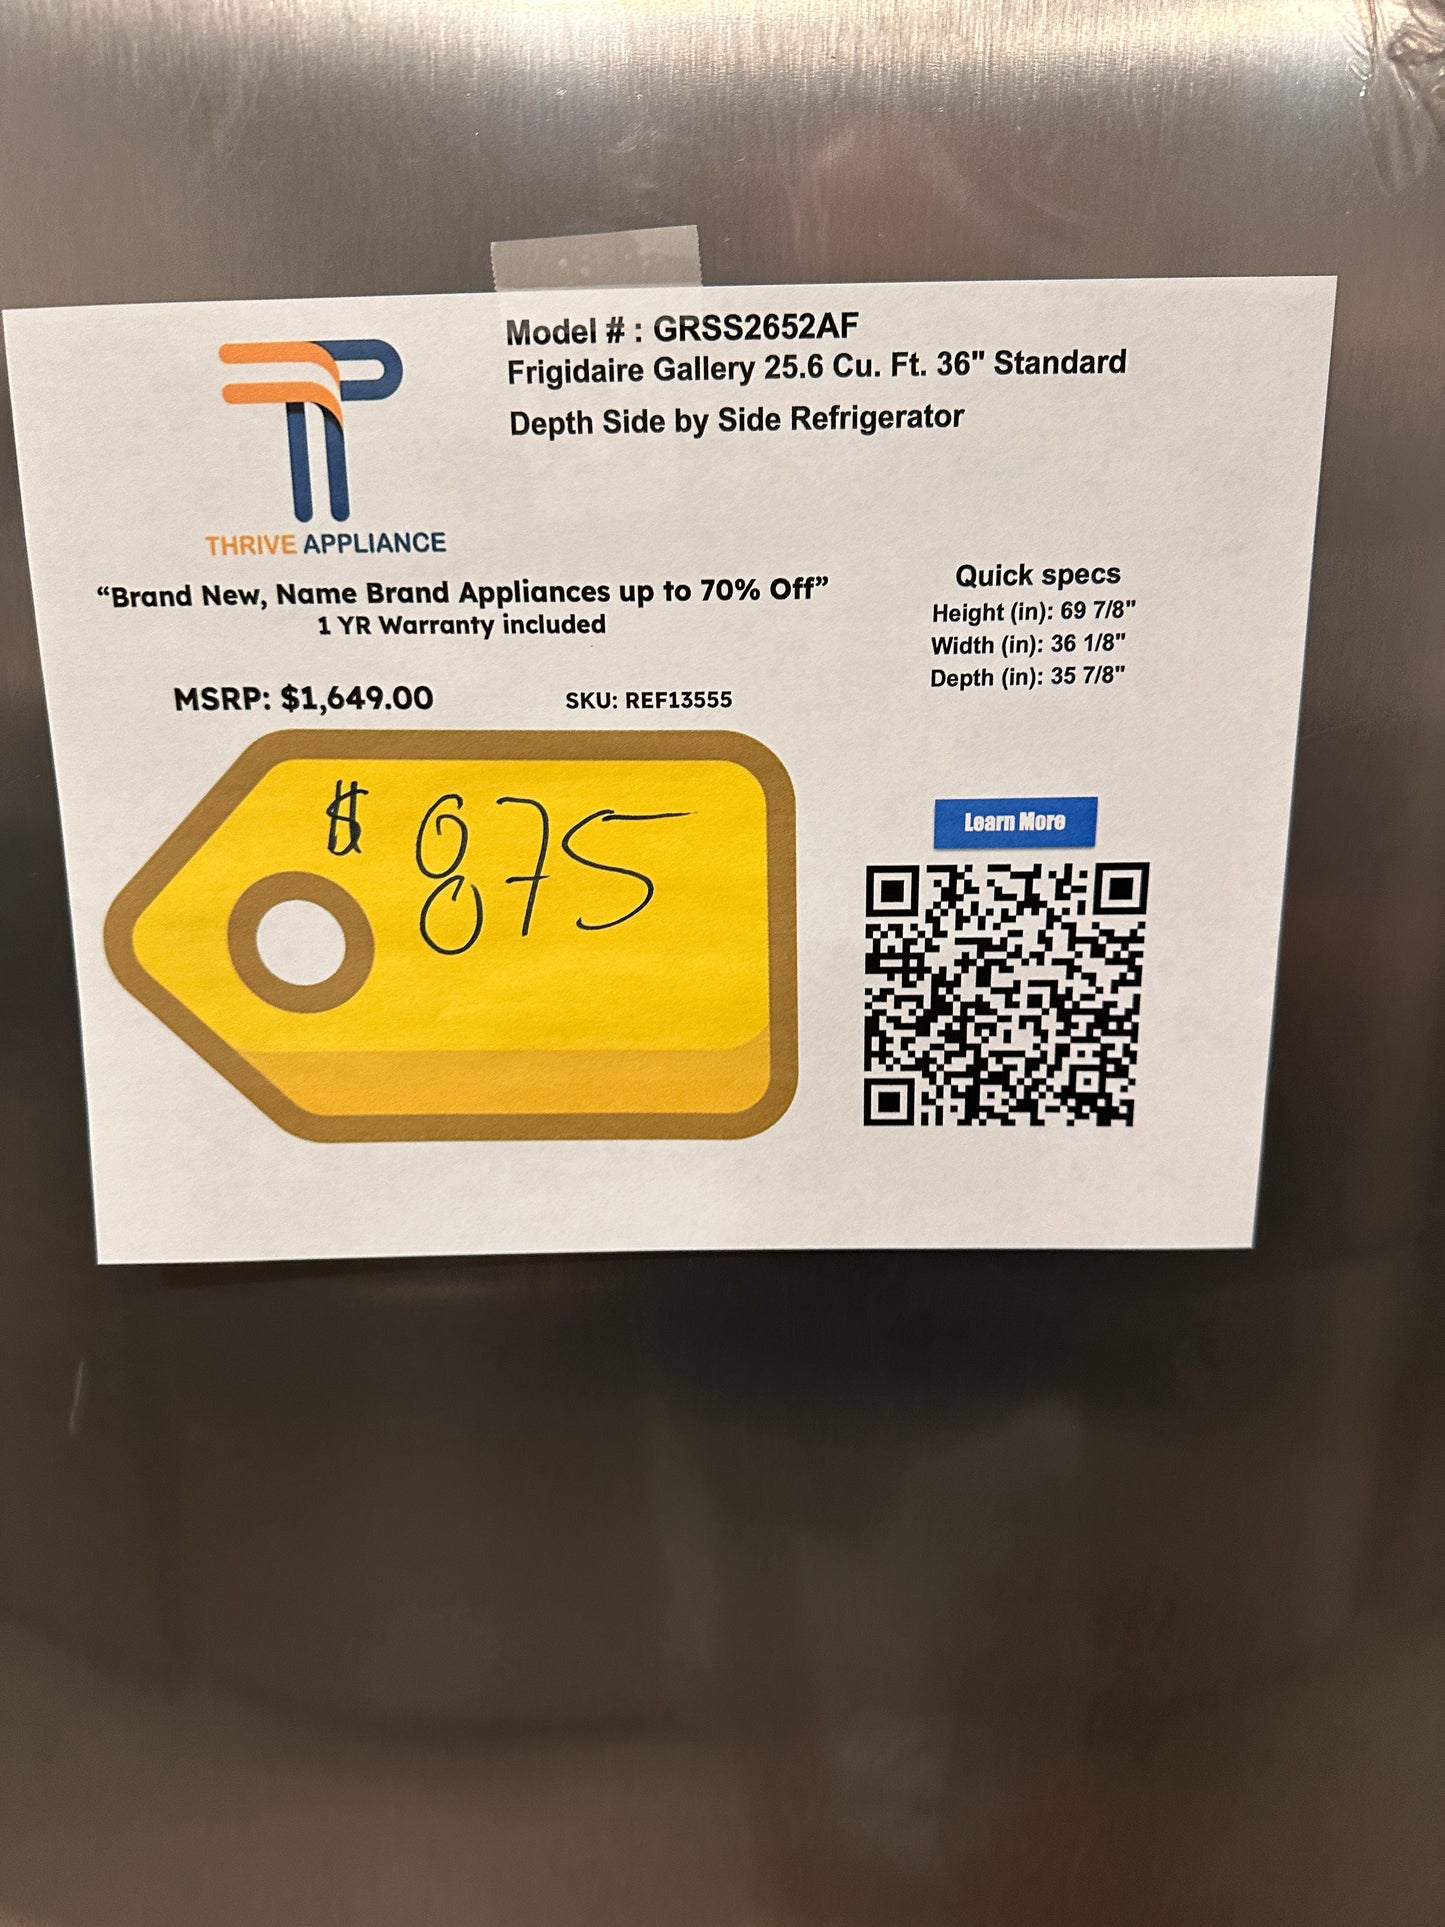 Model # : GRSS2652AF
Frigidaire Gallery 25.6 Cu. Ft. 36" Standard
Depth Side by Side Refrigerator
THRIVE APPLIANCE
“Brand New, Name Brand Appliances up to 70% Off”
1 YR Warranty included
MSRP: $1,649.00
SKU: REF13555
$ 875
Quick specs
Height (in): 69 7/8"
Width (in): 36 1/8"
Depth (in): 35 7/8"
Learn More